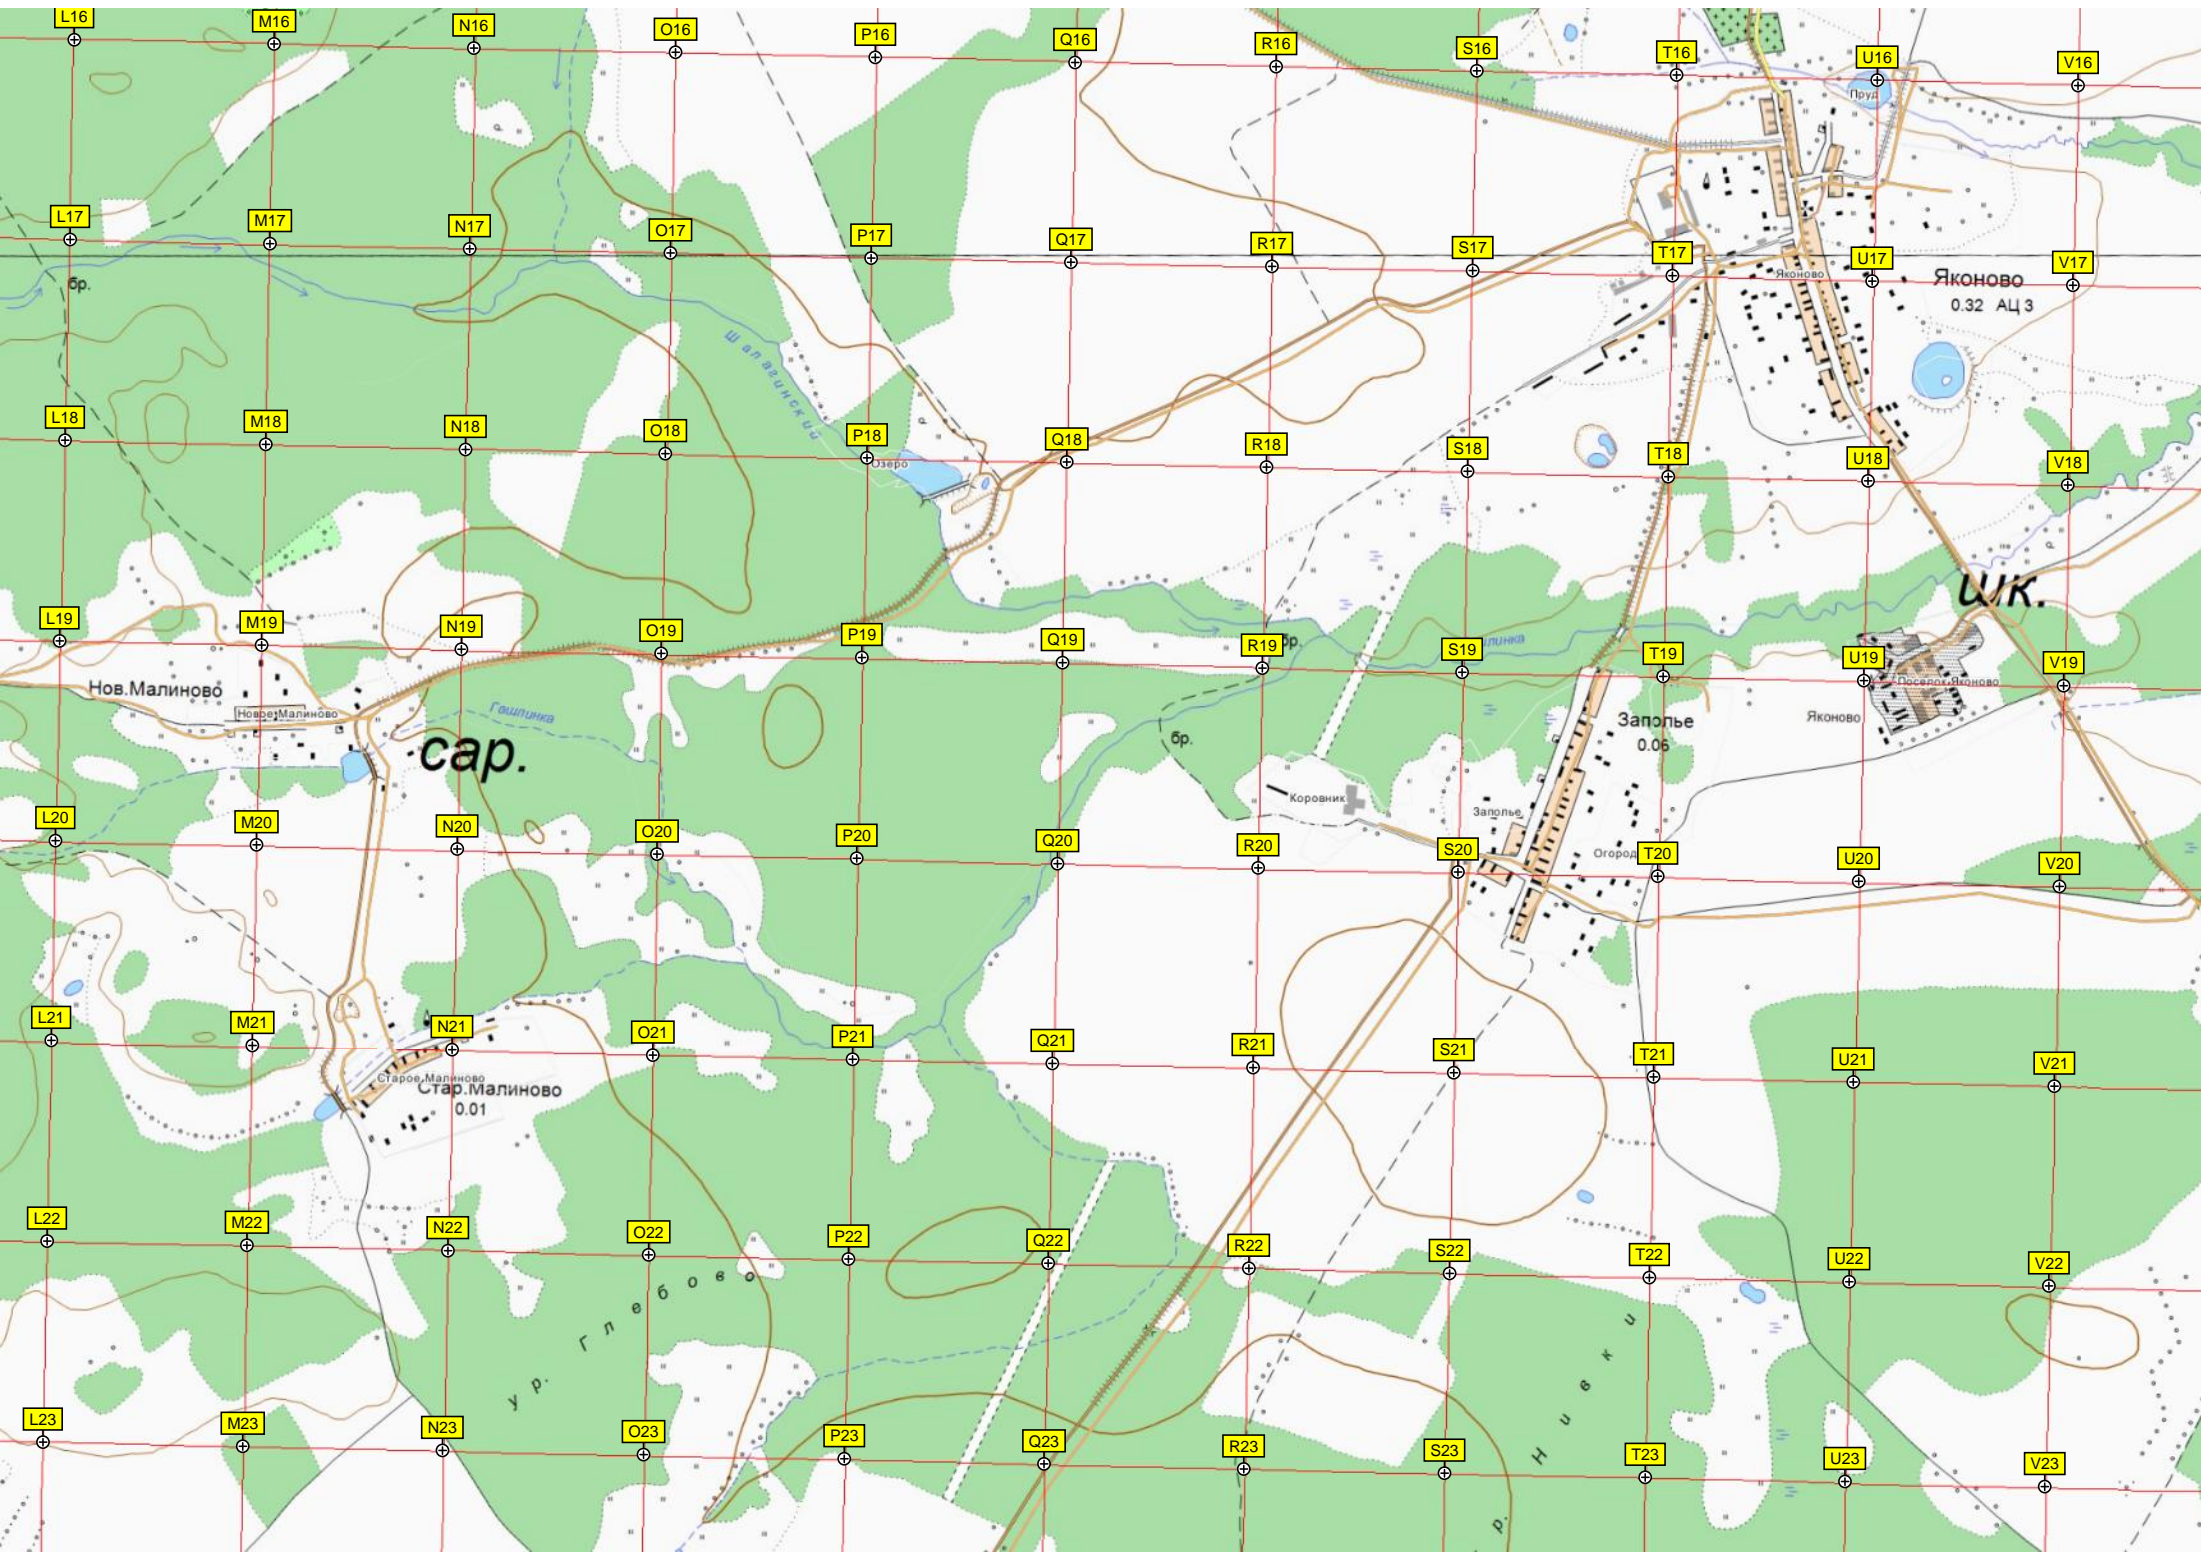 L16 M16 N16 O16 P16 Q16 R16 S16 T16 U16 V16
Пруд
L17 M17 N17 O17 P17 Q17 R17 S17 T17 U17 V17
бр.
Яконово
Яконово
0.32 АЦ 3
Шалагинский
L18 M18 N18 O18 P18 Q18 R18 S18 T18 U18 V18
Озеро
шк.
L19 M19 N19 O19 P19 Q19 R19 S19 T19 U19 V19
бр.
Нов.Малиново
Новое Малиново
Поселок Яконово
Яконово
Заполье
0.06
бр.
сар.
Коровник
Заполье
L20 M20 N20 O20 P20 Q20 R20 S20 T20 U20 V20
Огород
L21 M21 N21 O21 P21 Q21 R21 S21 T21 U21 V21
Старое Малиново
Стар.Малиново
0.01
L22 M22 N22 O22 P22 Q22 R22 S22 T22 U22 V22
ур. Глебово
Нивки
L23 M23 N23 O23 P23 Q23 R23 S23 T23 U23 V23
р.